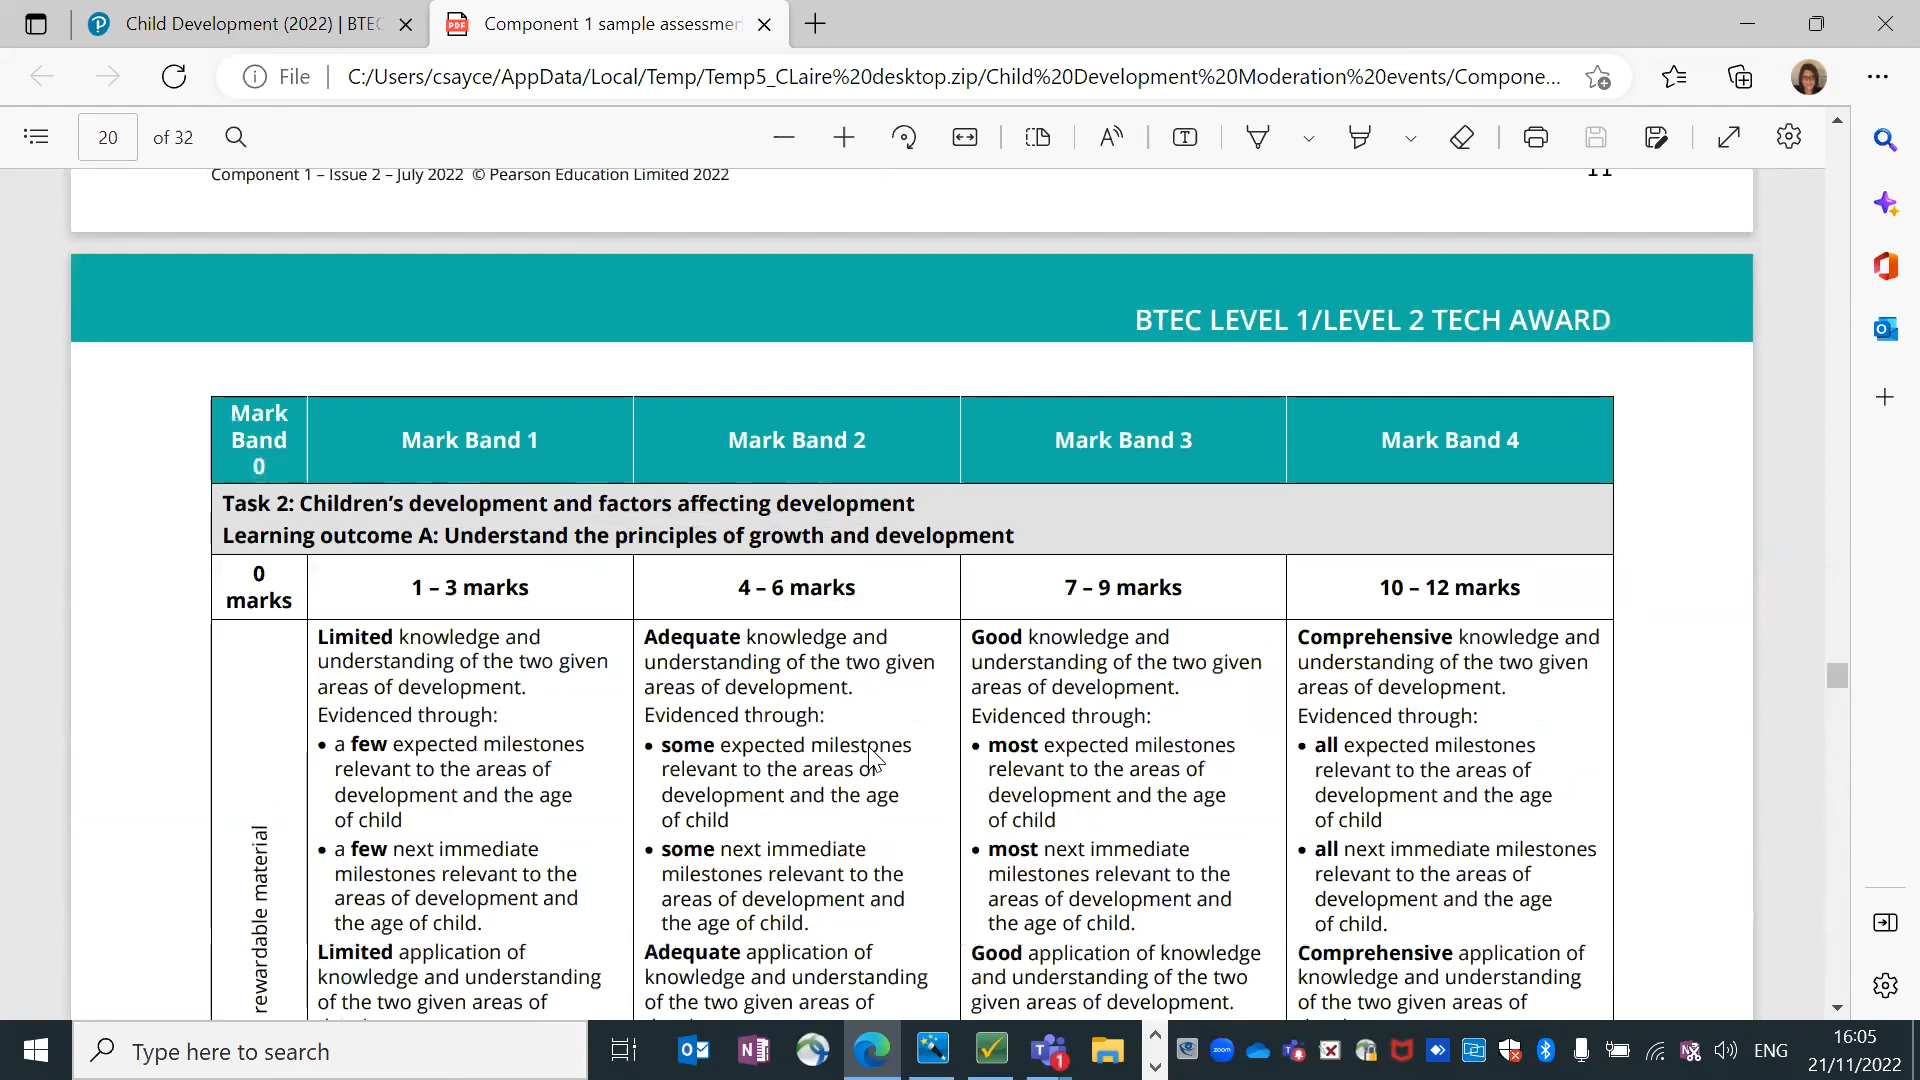 Child Development (2022) | BTEC
Component 1 sample assessmen
File
C:/Users/csayce/AppData/Local/Temp/Temp5_CLaire%20desktop.zip/Child%20Development%20Moderation%20events/Compone...
20 of 32
Component 1 – Issue 2 – July 2022 © Pearson Education Limited 2022
11
BTEC LEVEL 1/LEVEL 2 TECH AWARD
Mark
Band
0
Mark Band 1
Mark Band 2
Mark Band 3
Mark Band 4
Task 2: Children’s development and factors affecting development
Learning outcome A: Understand the principles of growth and development
0
marks
1 – 3 marks
4 – 6 marks
7 – 9 marks
10 – 12 marks
rewardable material
Limited knowledge and
understanding of the two given
areas of development.
Evidenced through:
• a few expected milestones
relevant to the areas of
development and the age
of child
• a few next immediate
milestones relevant to the
areas of development and
the age of child.
Limited application of
knowledge and understanding
of the two given areas of
Adequate knowledge and
understanding of the two given
areas of development.
Evidenced through:
• some expected milestones
relevant to the areas of
development and the age
of child
• some next immediate
milestones relevant to the
areas of development and
the age of child.
Adequate application of
knowledge and understanding
of the two given areas of
Good knowledge and
understanding of the two given
areas of development.
Evidenced through:
• most expected milestones
relevant to the areas of
development and the age
of child
• most next immediate
milestones relevant to the
areas of development and
the age of child.
Good application of knowledge
and understanding of the two
given areas of development.
Comprehensive knowledge and
understanding of the two given
areas of development.
Evidenced through:
• all expected milestones
relevant to the areas of
development and the age
of child
• all next immediate milestones
relevant to the areas of
development and the age
of child.
Comprehensive application of
knowledge and understanding
of the two given areas of
Type here to search
ENG
16:05
21/11/2022